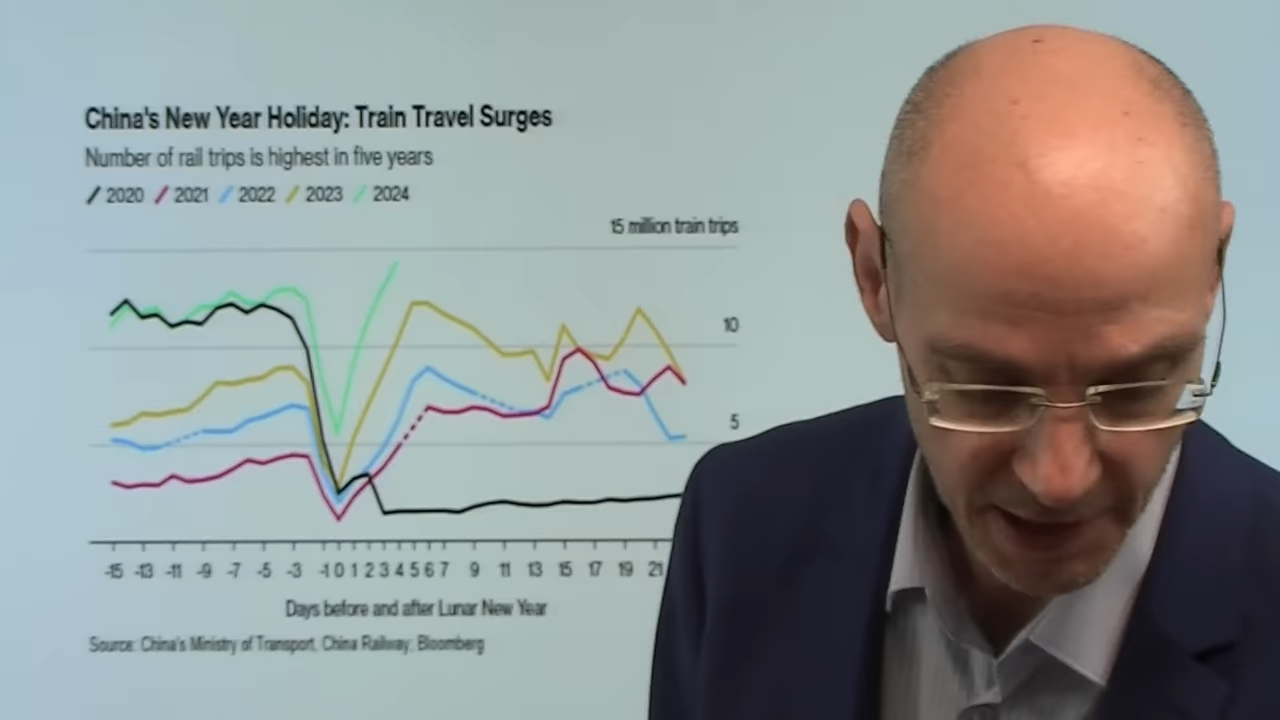 China's New Year Holiday: Train Travel Surges
Number of rail trips is highest in five years
2020 2021 2022 2023 2024
15 million train trips
10
5
-15 -13 -11 -9 -7 -5 -3 -1 0 1 2 3 4 5 6 7 9 11 13 15 17 19 21
Days before and after Lunar New Year
Source: China's Ministry of Transport, China Railway; Bloomberg